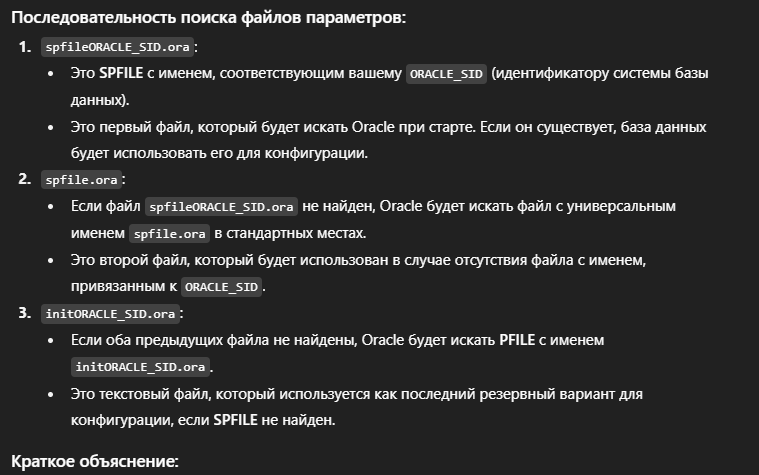 Последовательность поиска файлов параметров:
1. spfileORACLE_SID.ora:
• Это SPFILE с именем, соответствующим вашему ORACLE_SID (идентификатору системы базы
данных).
• Это первый файл, который будет искать Oracle при старте. Если он существует, база данных
будет использовать его для конфигурации.
2. spfile.ora:
• Если файл spfileORACLE_SID.ora не найден, Oracle будет искать файл с универсальным
именем spfile.ora в стандартных местах.
• Это второй файл, который будет использован в случае отсутствия файла с именем,
привязанным к ORACLE_SID.
3. initORACLE_SID.ora:
• Если оба предыдущих файла не найдены, Oracle будет искать PFILE с именем
initORACLE_SID.ora.
• Это текстовый файл, который используется как последний резервный вариант для
конфигурации, если SPFILE не найден.
Краткое объяснение: